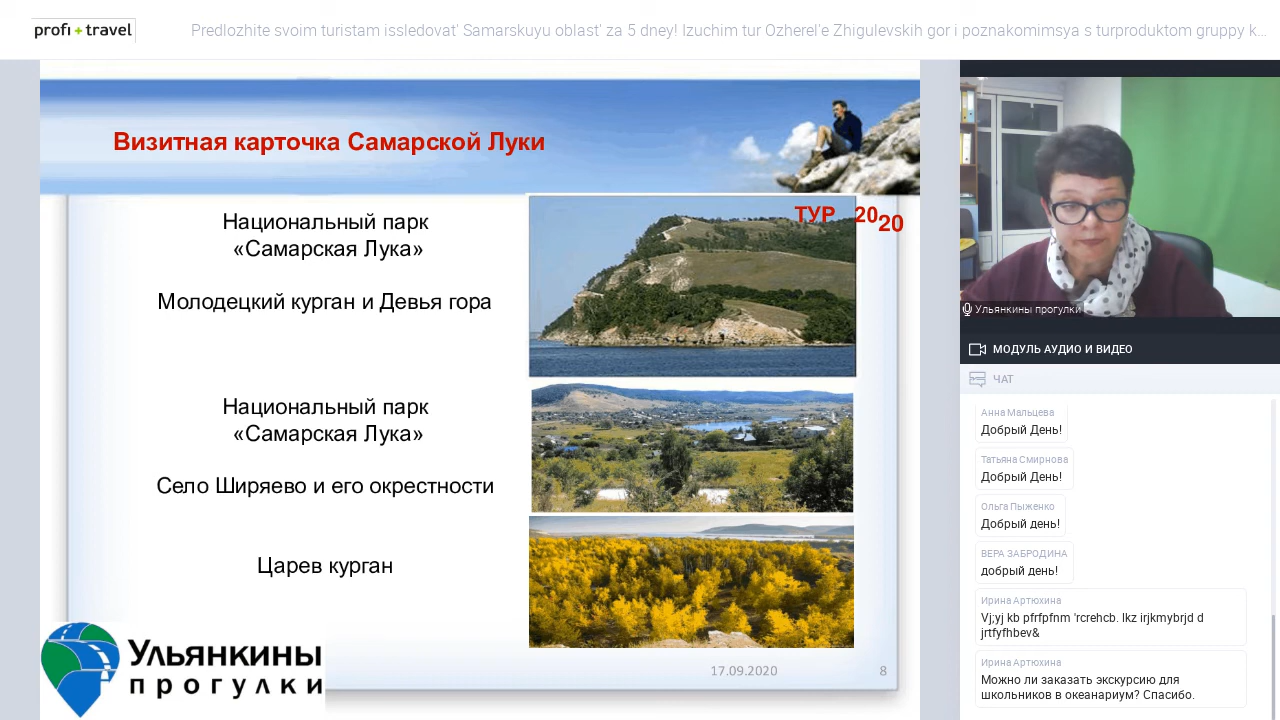 profi + travel
Predlozhite svoim turistam issledovat' Samarskuyu oblast' za 5 dney! Izuchim tur Ozherel'e Zhigulevskih gor i poznakomimsya s turproduktom gruppy k...
Визитная карточка Самарской Луки
ТУР 2020
Национальный парк
«Самарская Лука»
Молодецкий курган и Девья гора
Национальный парк
«Самарская Лука»
Село Ширяево и его окрестности
Царев курган
Ульянкины
прогулки
17.09.2020
8
Ульянкины прогулки
МОДУЛЬ АУДИО И ВИДЕО
ЧАТ
Анна Мальцева
Добрый День!
Татьяна Смирнова
Добрый День!
Ольга Пыженко
Добрый день!
ВЕРА ЗАБРОДИНА
добрый день!
Ирина Артюхина
Vj;yj kb pfrfpfnm 'rcrehcb. lkz irjkmybrjd d
jrtfyfhbev&
Ирина Артюхина
Можно ли заказать экскурсию для
школьников в океанариум? Спасибо.